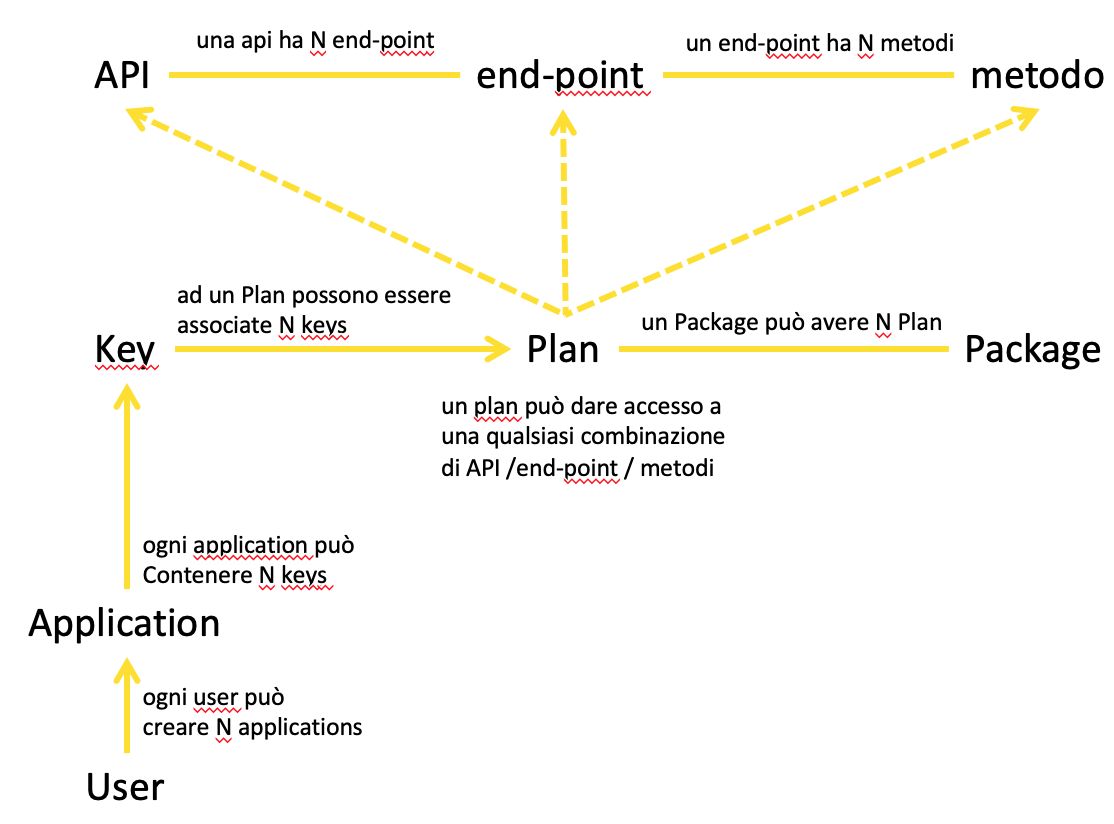 una api ha N end-point
un end-point ha N metodi
API
end-point
metodo
ad un Plan possono essere
associate N keys
un Package può avere N Plan
Key
Plan
Package
un plan può dare accesso a
una qualsiasi combinazione
di API /end-point / metodi
ogni application può
Contenere N keys
Application
ogni user può
creare N applications
User